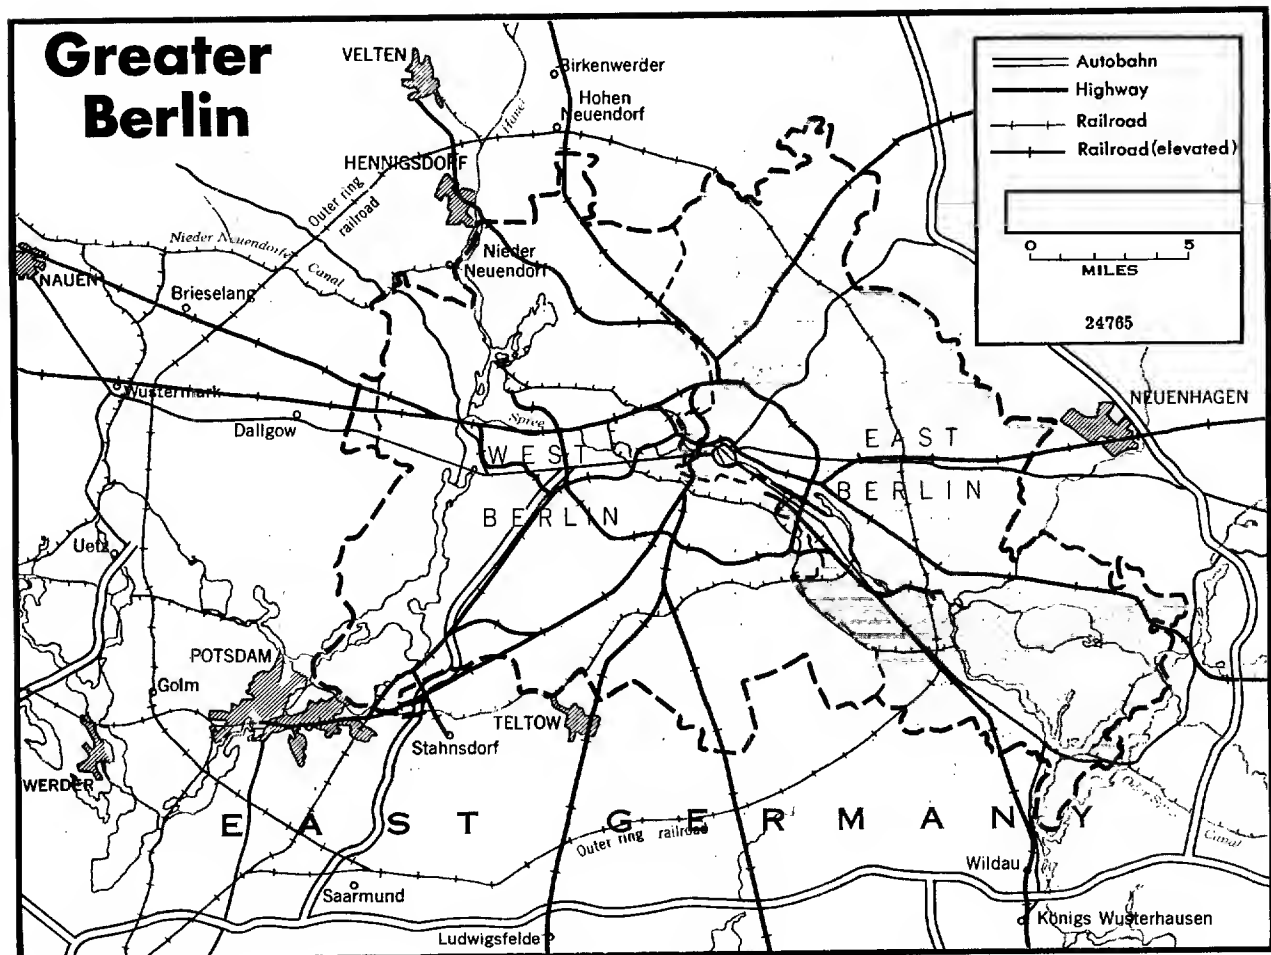 Greater
Berlin
VELTEN
Birkenwerder
Hohen
Neuendorf
Havel
HENNIGSDORF
Outer ring
railroad
Nieder Neuendorfer Canal
Nieder
Neuendorf
NAUEN
Brieselang
Wustermark
Dallgow
Spree
WEST
BERLIN
EAST
BERLIN
NEUENHAGEN
Uetz
POTSDAM
Golm
WERDER
TELTOW
Stahnsdorf
EAST GERMANY
Outer ring railroad
Canal
Saarmund
Ludwigsfelde
Wildau
Königs Wusterhausen
Autobahn
Highway
Railroad
Railroad (elevated)
0 5
MILES
24765